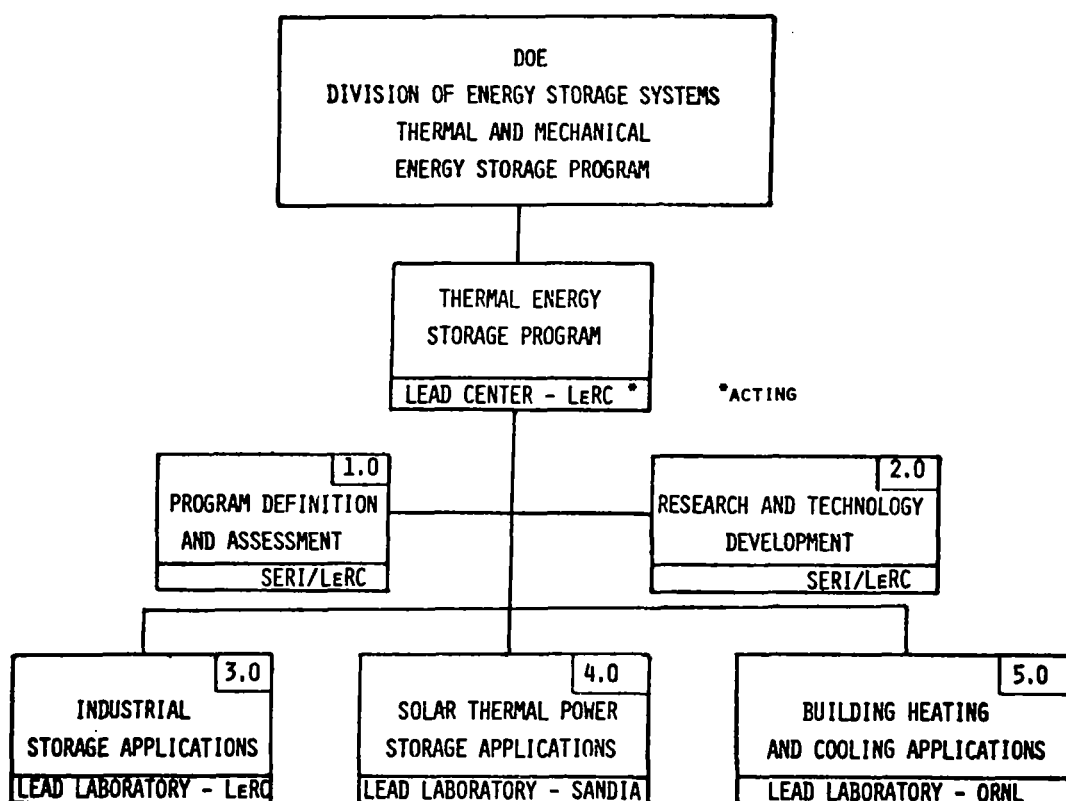 DOE
DIVISION OF ENERGY STORAGE SYSTEMS
THERMAL AND MECHANICAL
ENERGY STORAGE PROGRAM
THERMAL ENERGY
STORAGE PROGRAM
LEAD CENTER - LERC *
*ACTING
1.0
PROGRAM DEFINITION
AND ASSESSMENT
SERI/LERC
2.0
RESEARCH AND TECHNOLOGY
DEVELOPMENT
SERI/LERC
3.0
INDUSTRIAL
STORAGE APPLICATIONS
LEAD LABORATORY - LERC
4.0
SOLAR THERMAL POWER
STORAGE APPLICATIONS
LEAD LABORATORY - SANDIA
5.0
BUILDING HEATING
AND COOLING APPLICATIONS
LEAD LABORATORY - ORNL